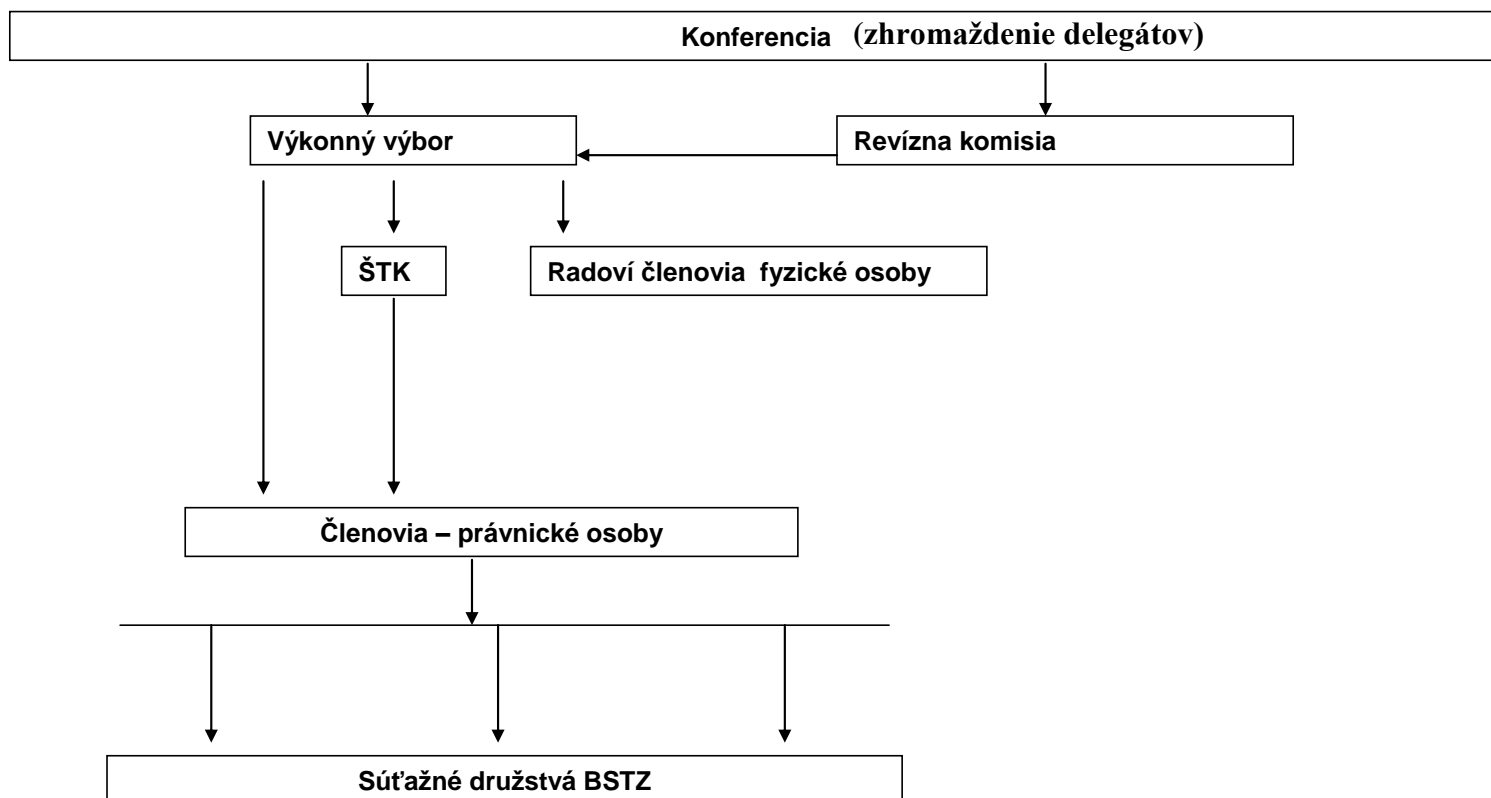 Konferencia (zhromaždenie delegátov)
Výkonný výbor
Revízna komisia
ŠTK
Radoví členovia fyzické osoby
Členovia – právnické osoby
Súťažné družstvá BSTZ